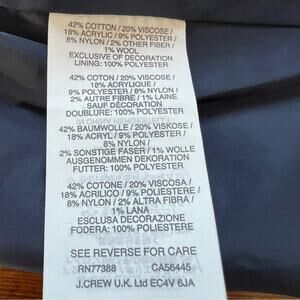 42% COTTON / 20% VISCOSE /
18% ACRYLIC / 9% POLYESTER /
8% NYLON / 2% OTHER FIBER /
1% WOOL
EXCLUSIVE OF DECORATION
LINING: 100% POLYESTER
42% COTON / 20% VISCOSE /
18% ACRYLIQUE /
9% POLYESTER / 8% NYLON /
2% AUTRE FIBRE / 1% LAINE
SAUF DÉCORATION
DOUBLURE: 100% POLYESTER
42% BAUMWOLLE / 20% VISKOSE /
18% ACRYL / 9% POLYESTER /
8% NYLON /
2% SONSTIGE FASER / 1% WOLLE
AUSGENOMMEN DEKORATION
FUTTER: 100% POLYESTER
42% COTONE / 20% VISCOSA /
18% ACRILICO / 9% POLIESTERE /
8% NYLON / 2% ALTRA FIBRA /
1% LANA
ESCLUSA DECORAZIONE
FODERA: 100% POLIESTERE
SEE REVERSE FOR CARE
RN77388 CA56445
J.CREW U.K. Ltd EC4V 6JA